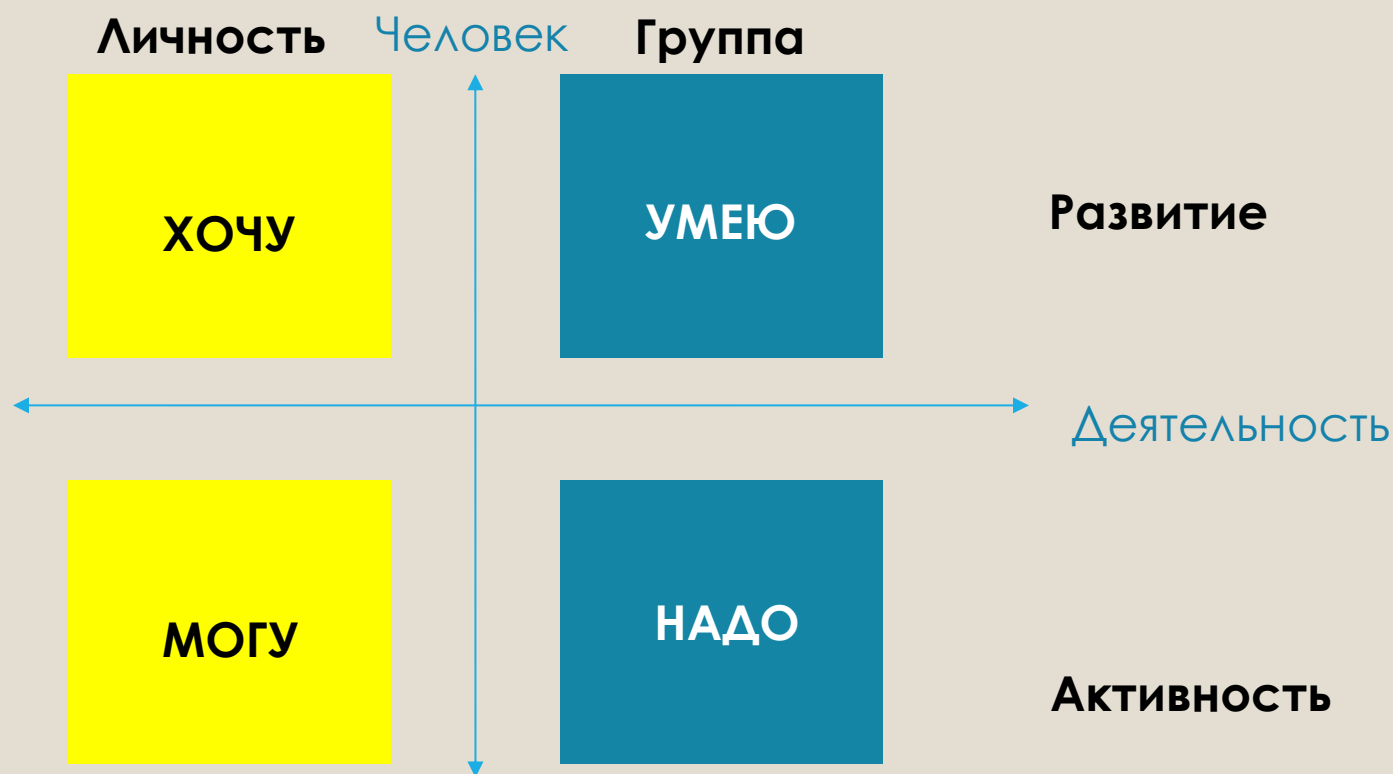 Личность
Человек
Группа
ХОЧУ
УМЕЮ
Развитие
Деятельность
МОГУ
НАДО
Активность